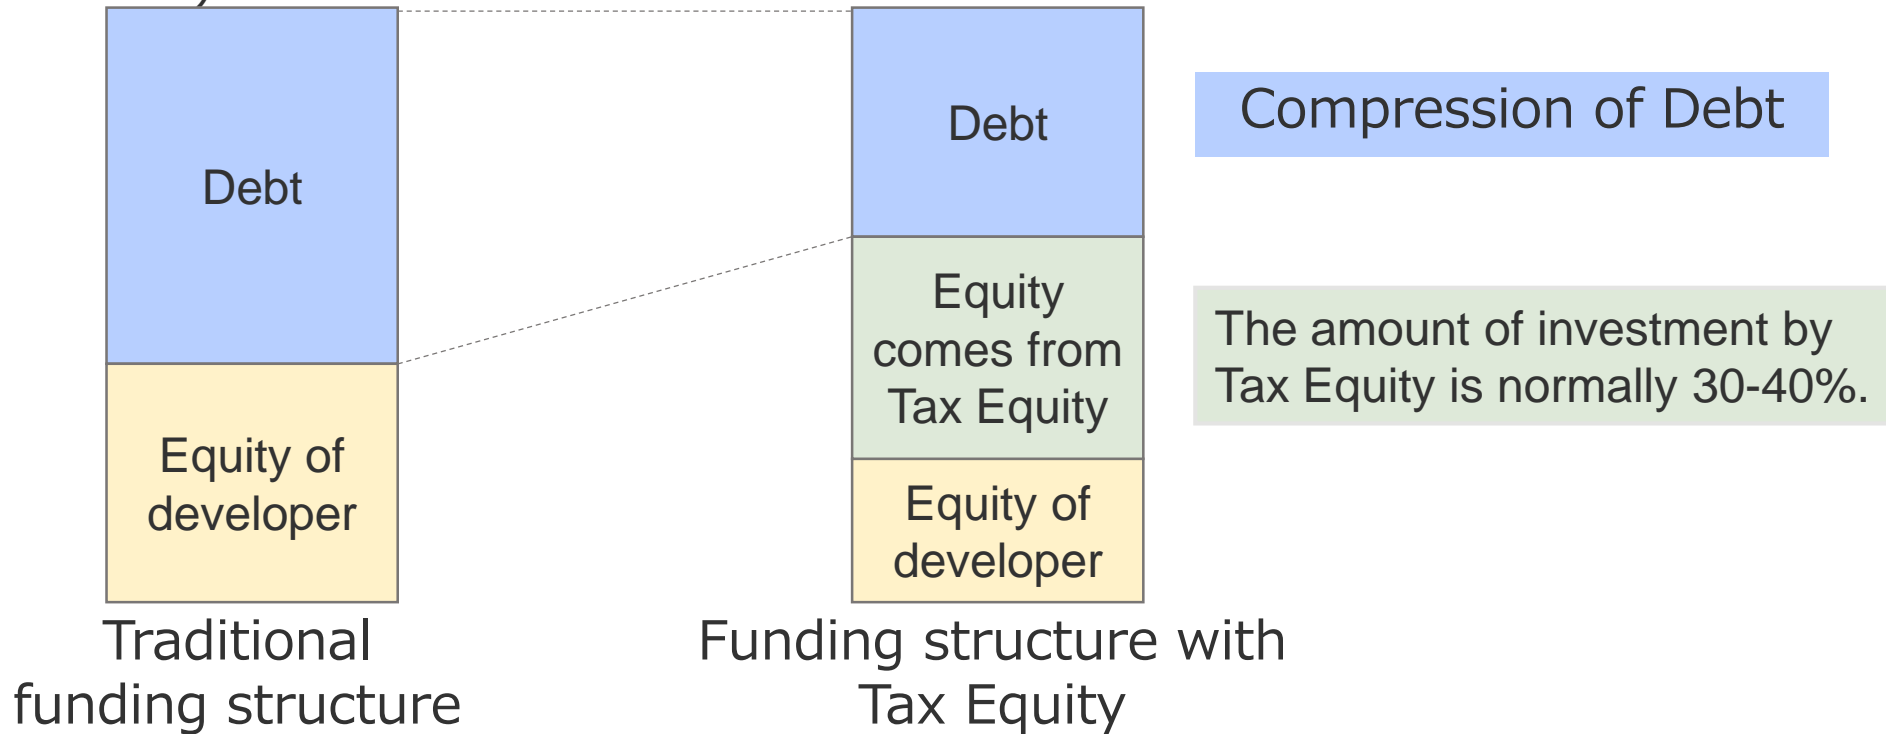 Debt
Equity of
developer
Traditional
funding structure
Debt
Equity
comes from
Tax Equity
Equity of
developer
Funding structure with
Tax Equity
Compression of Debt
The amount of investment by
Tax Equity is normally 30-40%.